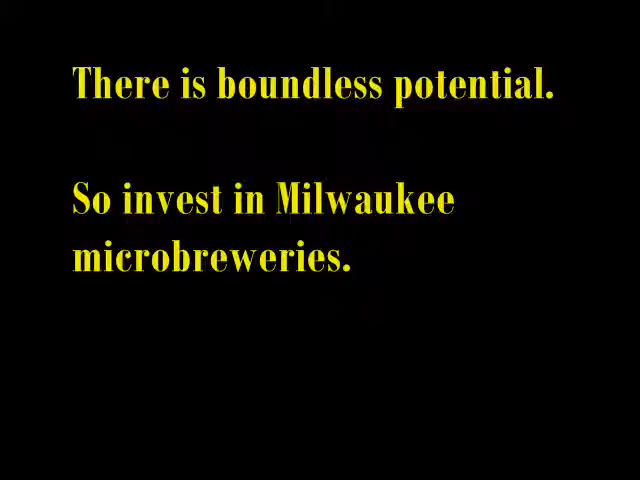 There is boundless potential.
So invest in Milwaukee
microbreweries.